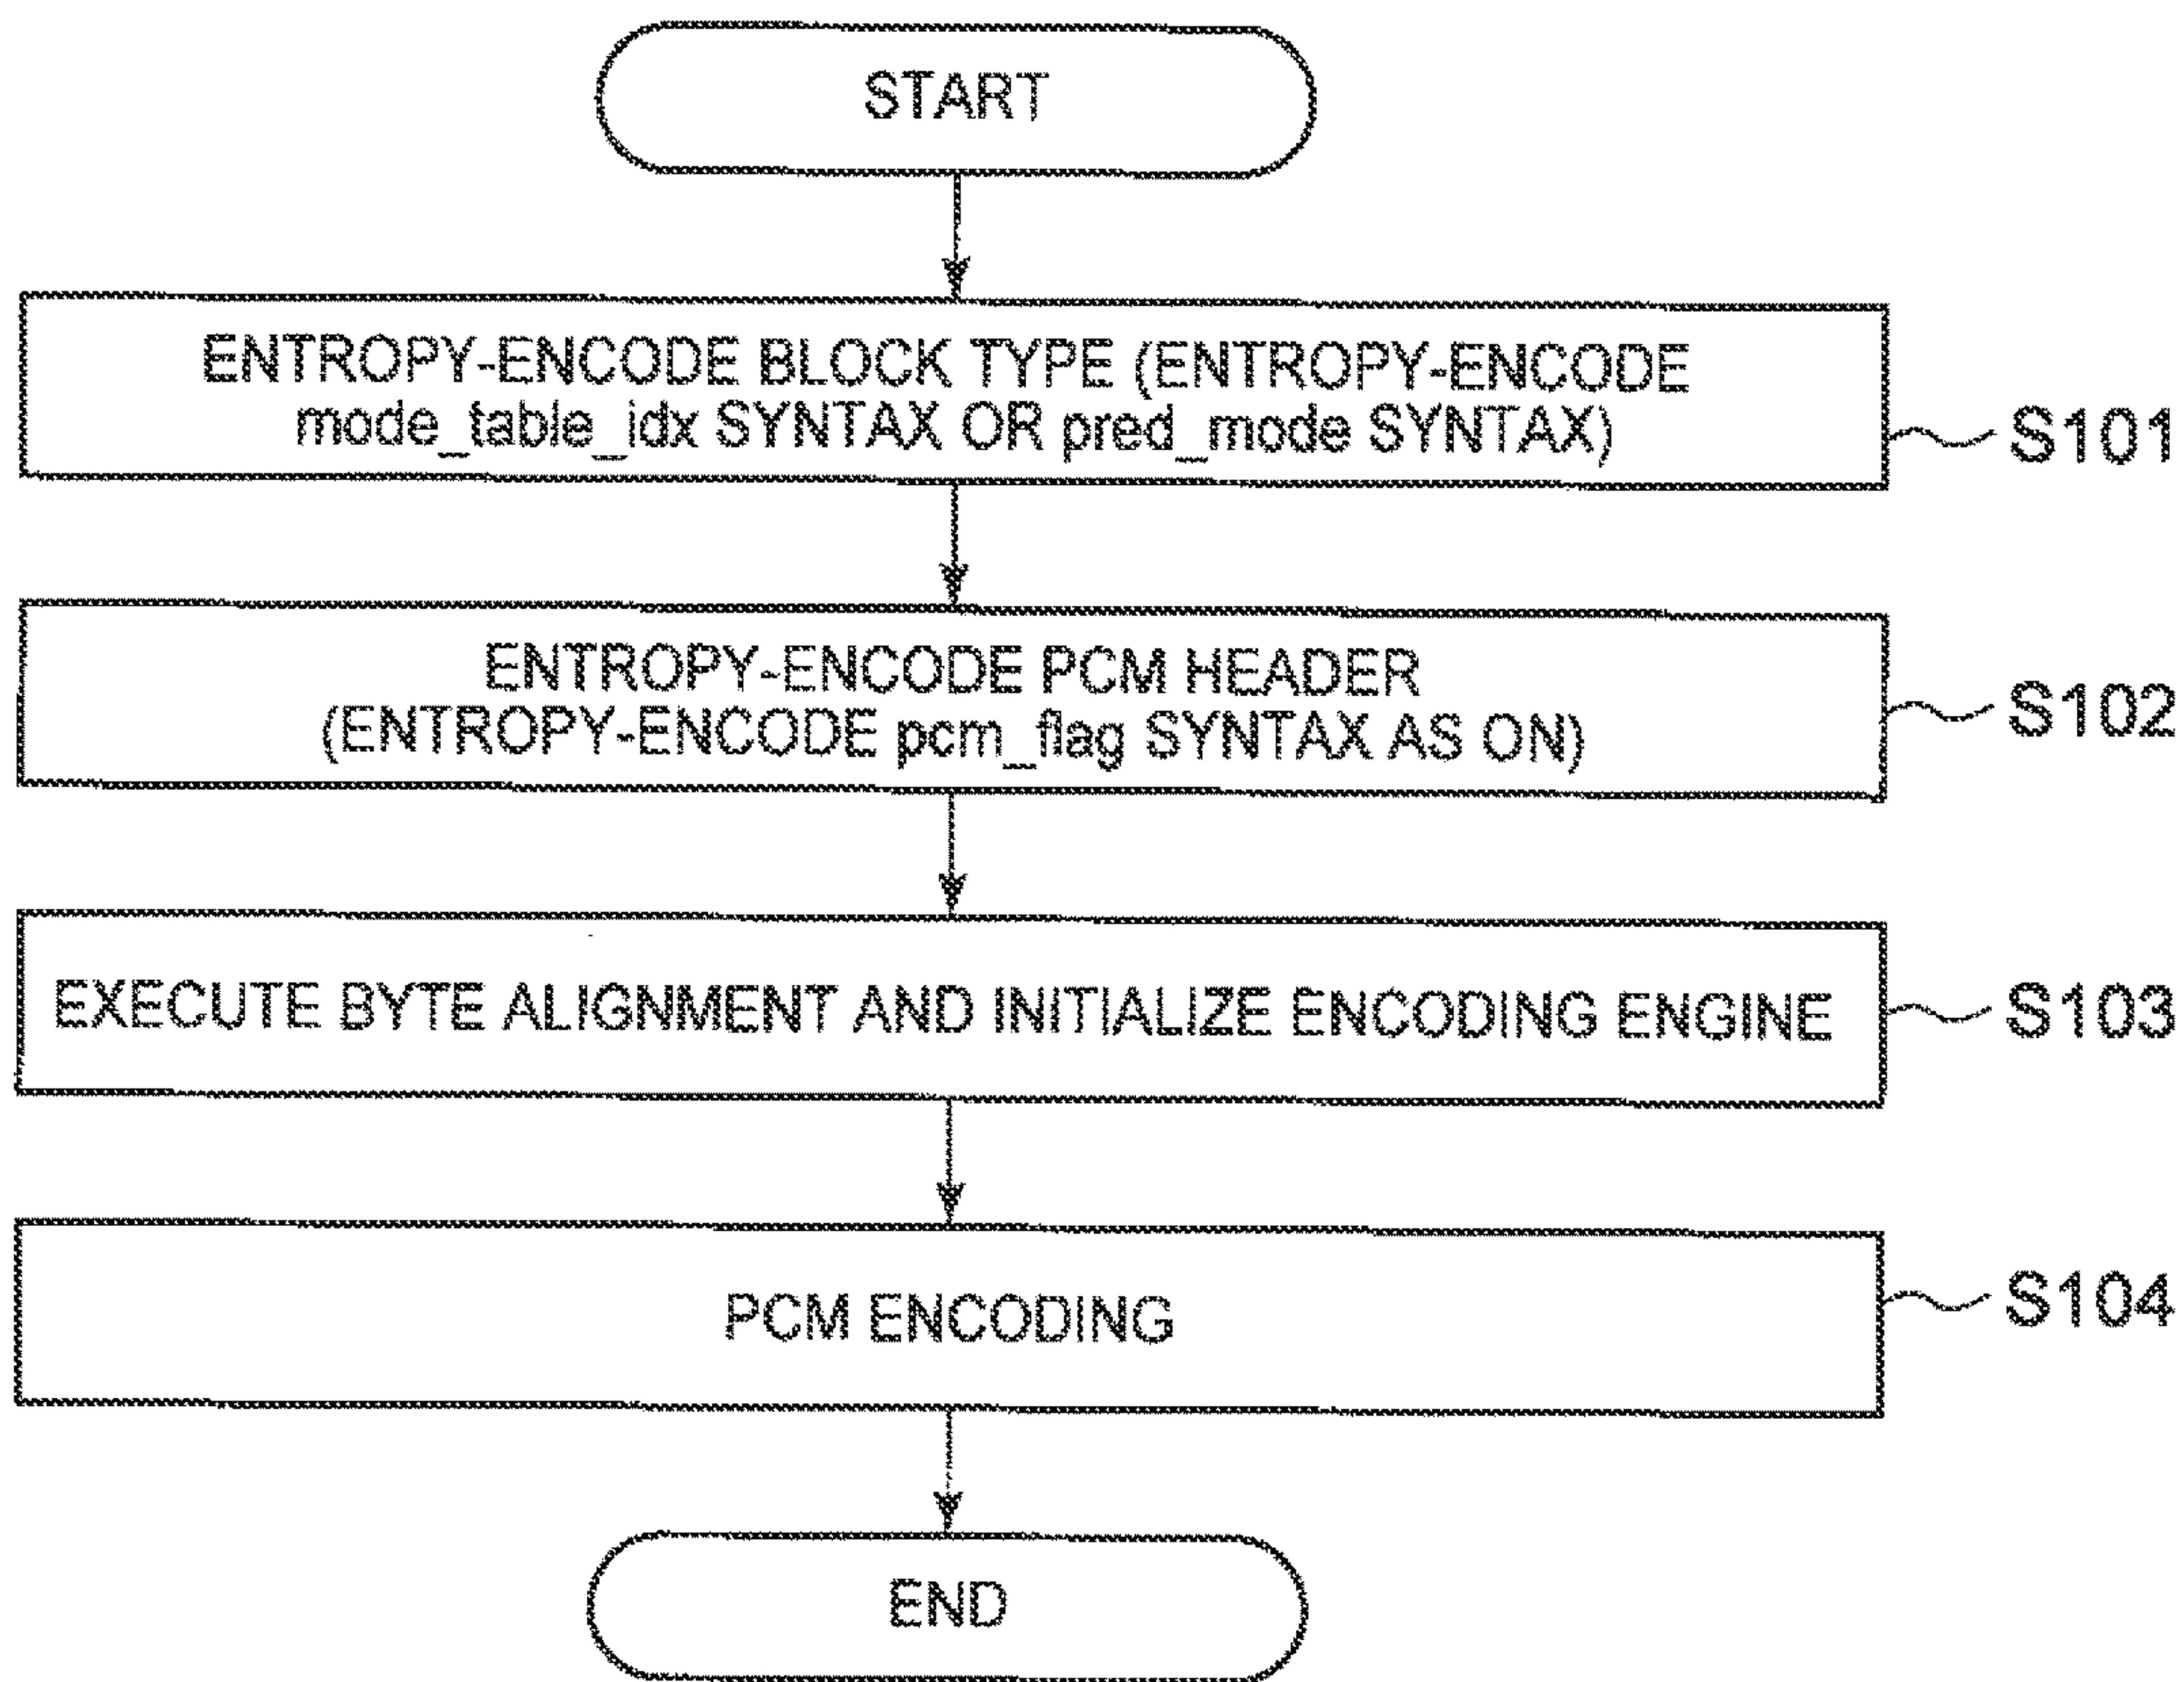 START
ENTROPY-ENCODE BLOCK TYPE (ENTROPY-ENCODE
mode_table_idx SYNTAX OR pred_mode SYNTAX)
S101
ENTROPY-ENCODE PCM HEADER
(ENTROPY-ENCODE pcm_flag SYNTAX AS ON)
S102
EXECUTE BYTE ALIGNMENT AND INITIALIZE ENCODING ENGINE
S103
PCM ENCODING
S104
END